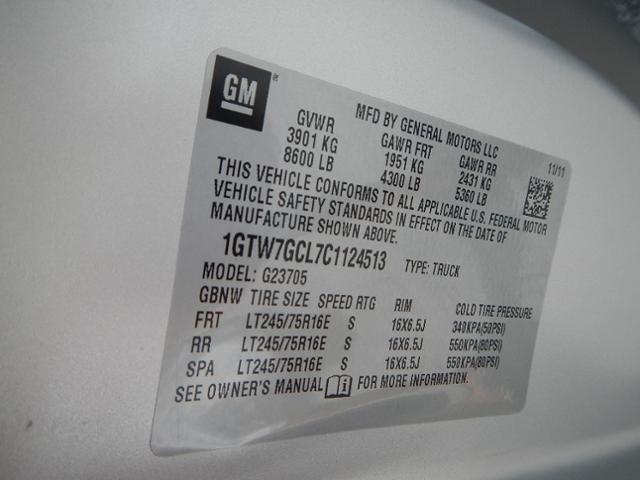 GM
MFD BY GENERAL MOTORS LLC
11/11
GVWR GAWR FRT GAWR RR
3901 KG 1951 KG 2431 KG
8600 LB 4300 LB 5360 LB
THIS VEHICLE CONFORMS TO ALL APPLICABLE U.S. FEDERAL MOTOR
VEHICLE SAFETY STANDARDS IN EFFECT ON THE DATE OF
MANUFACTURE SHOWN ABOVE.
1GTW7GCL7C1124513 TYPE: TRUCK
MODEL: G23705
GBNW TIRE SIZE SPEED RTG RIM COLD TIRE PRESSURE
FRT LT245/75R16E S 16X6.5J 340KPA(50PSI)
RR LT245/75R16E S 16X6.5J 550KPA(80PSI)
SPA LT245/75R16E S 16X6.5J 550KPA(80PSI)
SEE OWNER'S MANUAL FOR MORE INFORMATION.